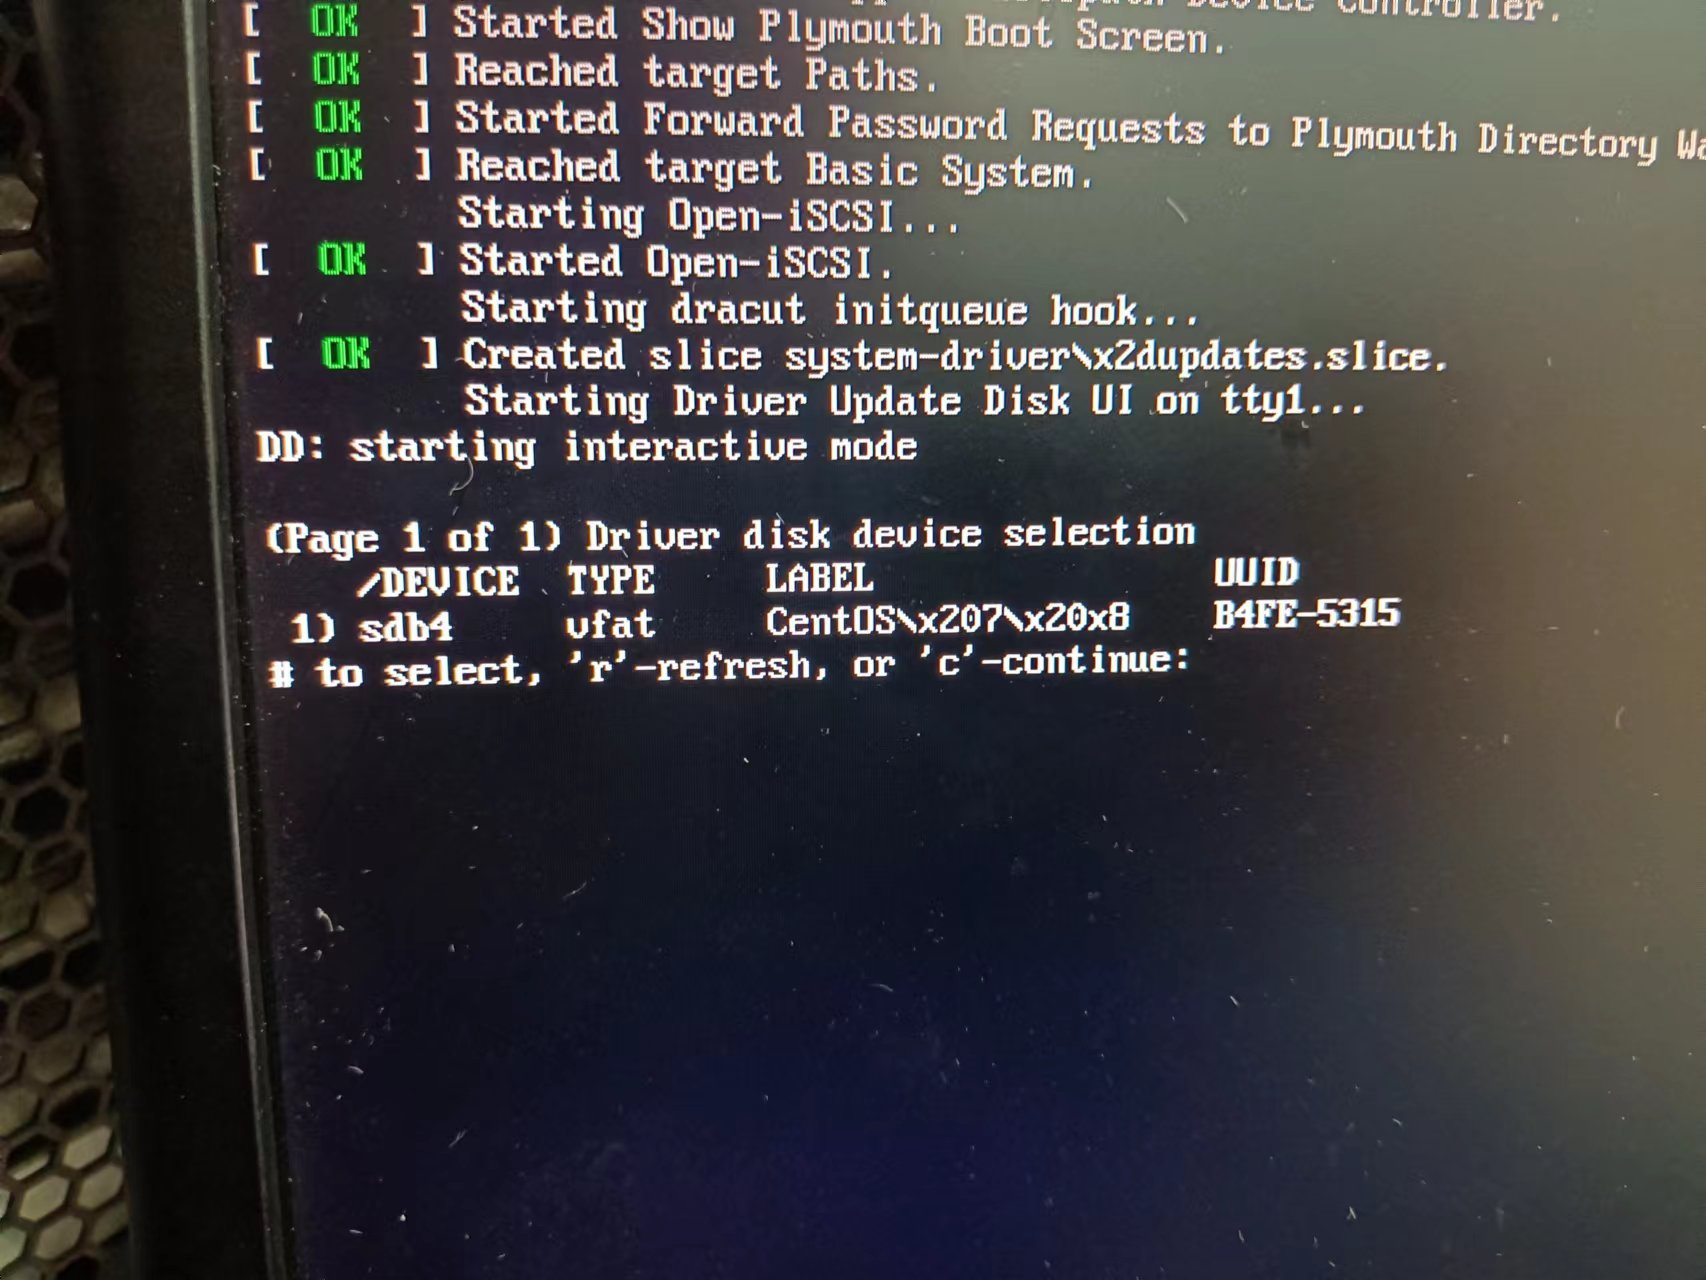 Device Controller.
[  OK  ] Started Show Plymouth Boot Screen.
[  OK  ] Reached target Paths.
[  OK  ] Started Forward Password Requests to Plymouth Directory Wa
[  OK  ] Reached target Basic System.
Starting Open-iSCSI...
[  OK  ] Started Open-iSCSI.
Starting dracut initqueue hook...
[  OK  ] Created slice system-driver\x2dupdates.slice.
Starting Driver Update Disk UI on tty1...
DD: starting interactive mode
(Page 1 of 1) Driver disk device selection
/DEVICE TYPE LABEL UUID
1) sdb4 vfat CentOS\x207\x20x8 B4FE-5315
# to select, 'r'-refresh, or 'c'-continue: